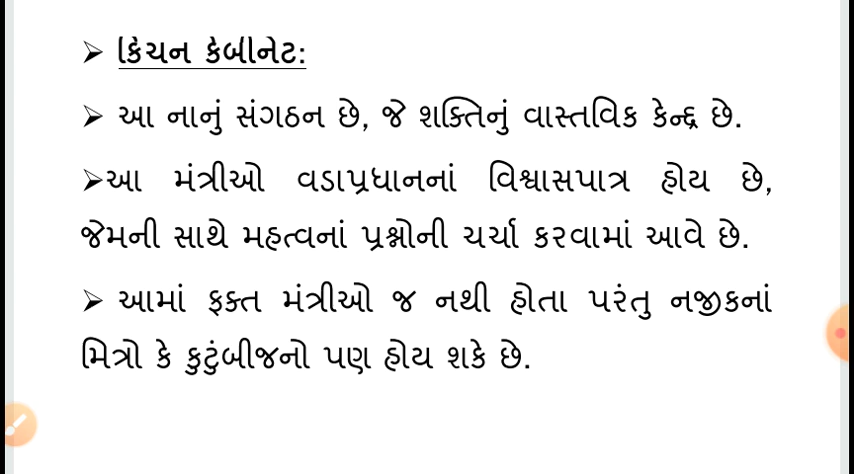 ➤ કિચન કેબીનેટ:
➤ આ નાનું સંગઠન છે, જે શક્તિનું વાસ્તવિક કેન્દ્ર છે.
➤આ મંત્રીઓ વડાપ્રધાનનાં વિશ્વાસપાત્ર હોય છે,
જેમની સાથે મહત્વનાં પ્રશ્નોની ચર્ચા કરવામાં આવે છે.
➤ આમાં ફક્ત મંત્રીઓ જ નથી હોતા પરંતુ નજીકનાં
મિત્રો કે કુટુંબીજનો પણ હોય શકે છે.